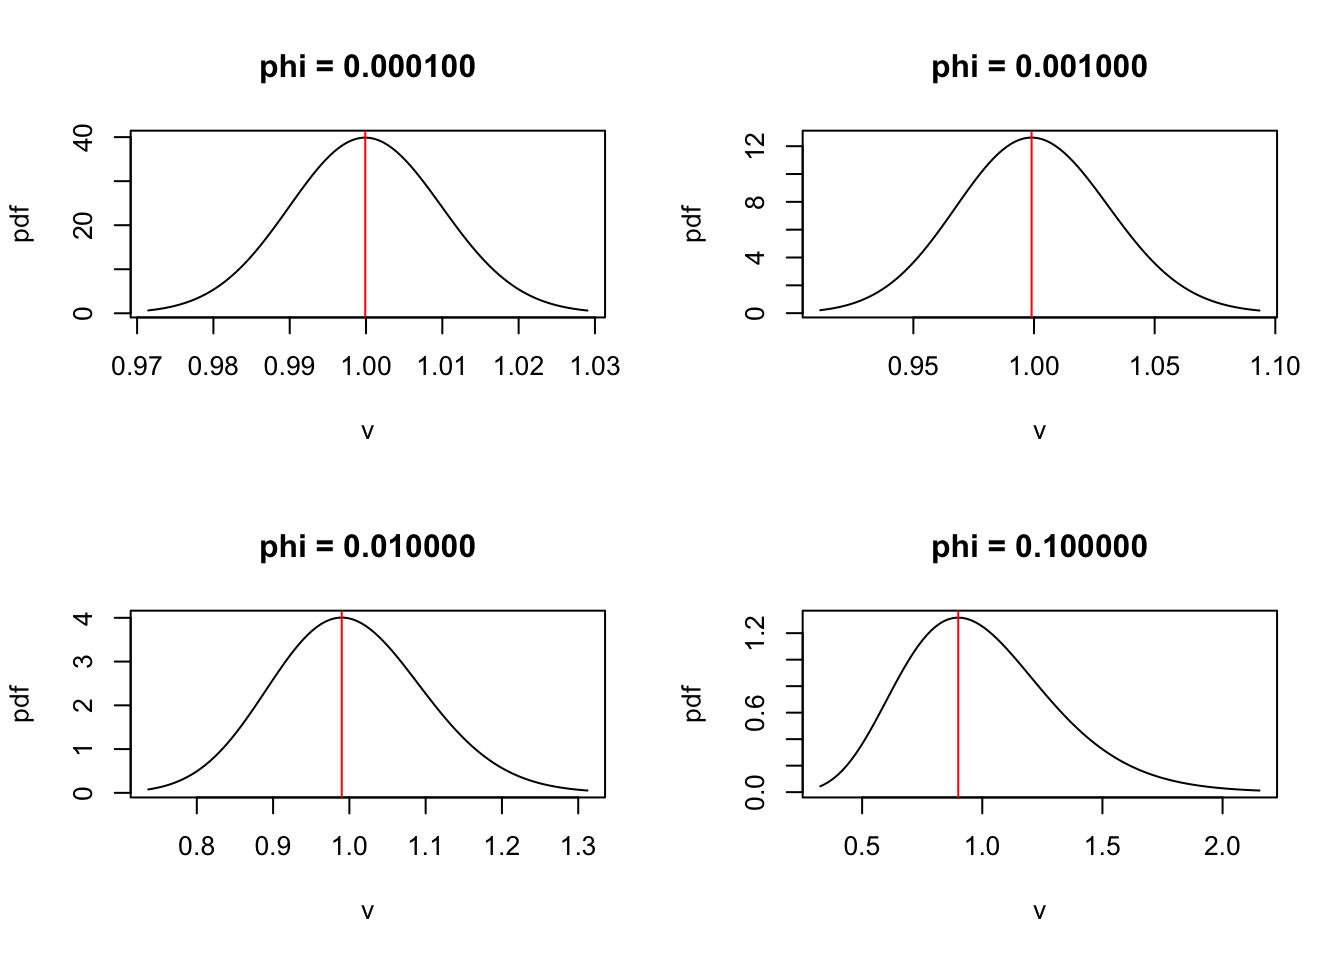 phi = 0.000100
pdf
40
20
0
0.97 0.98 0.99 1.00 1.01 1.02 1.03
v
phi = 0.001000
pdf
12
8
4
0
0.95 1.00 1.05 1.10
v
phi = 0.010000
pdf
4
3
2
1
0
0.8 0.9 1.0 1.1 1.2 1.3
v
phi = 0.100000
pdf
1.2
0.6
0.0
0.5 1.0 1.5 2.0
v